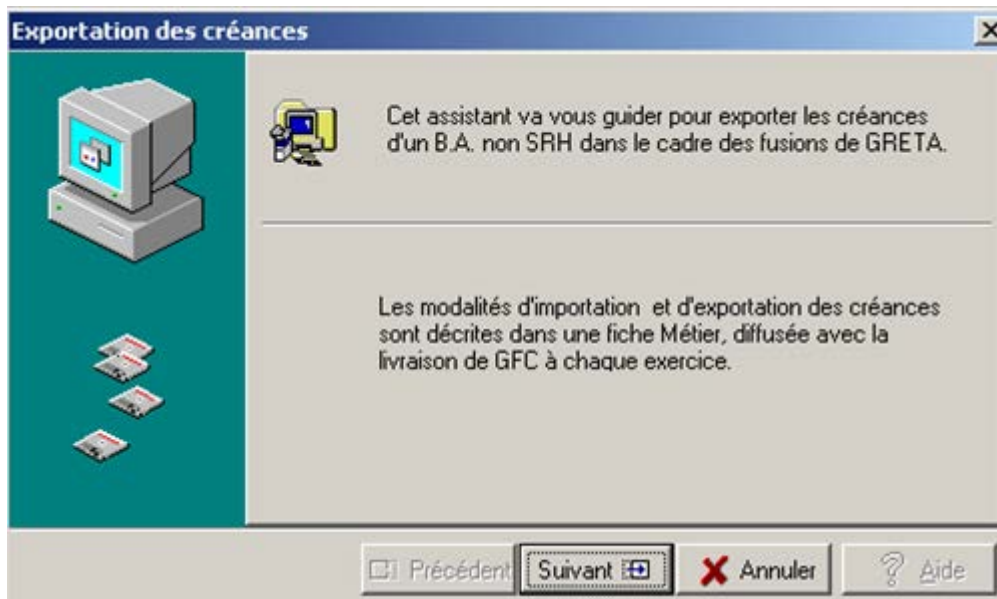 Exportation des créances
Cet assistant va vous guider pour exporter les créances
d'un B.A. non SRH dans le cadre des fusions de GRETA.
Les modalités d'importation et d'exportation des créances
sont décrites dans une fiche Métier, diffusée avec la
livraison de GFC à chaque exercice.
Précédent
Suivant
Annuler
Aide